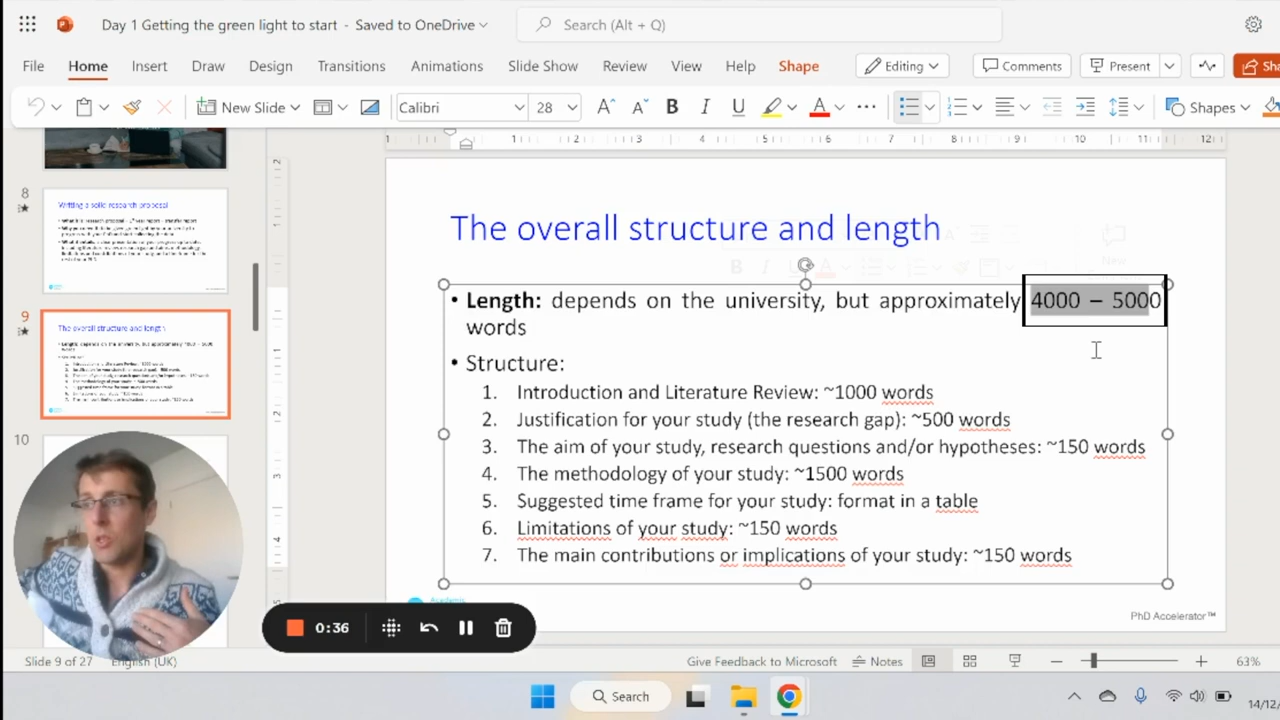 Day 1 Getting the green light to start - Saved to OneDrive
Search (Alt + Q)
File Home Insert Draw Design Transitions Animations Slide Show Review View Help Shape
Editing Comments Present Sha
New Slide Calibri 28 B I U A Shapes
8
Writing a solid research proposal
9
The overall structure and length
10
The overall structure and length
• Length: depends on the university, but approximately 4000 – 5000
words
• Structure:
1. Introduction and Literature Review: ~1000 words
2. Justification for your study (the research gap): ~500 words
3. The aim of your study, research questions and/or hypotheses: ~150 words
4. The methodology of your study: ~1500 words
5. Suggested time frame for your study: format in a table
6. Limitations of your study: ~150 words
7. The main contributions or implications of your study: ~150 words
PhD Accelerator™
0:36
Slide 9 of 27 English (UK) Give Feedback to Microsoft Notes 63%
Search
14/12/